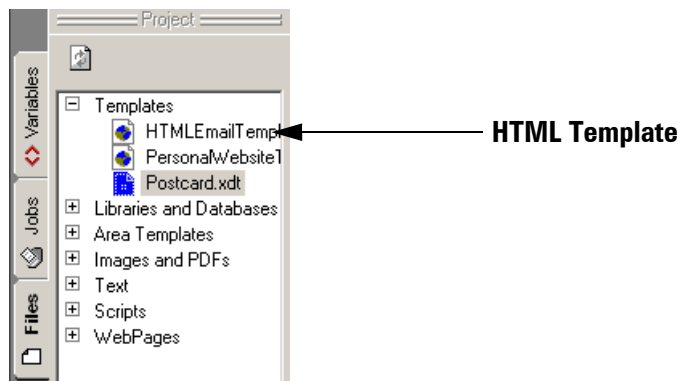 Project
Variables
Jobs
Files
Templates
HTMLEmailTempl
PersonalWebsiteT
Postcard.xdt
Libraries and Databases
Area Templates
Images and PDFs
Text
Scripts
WebPages
HTML Template